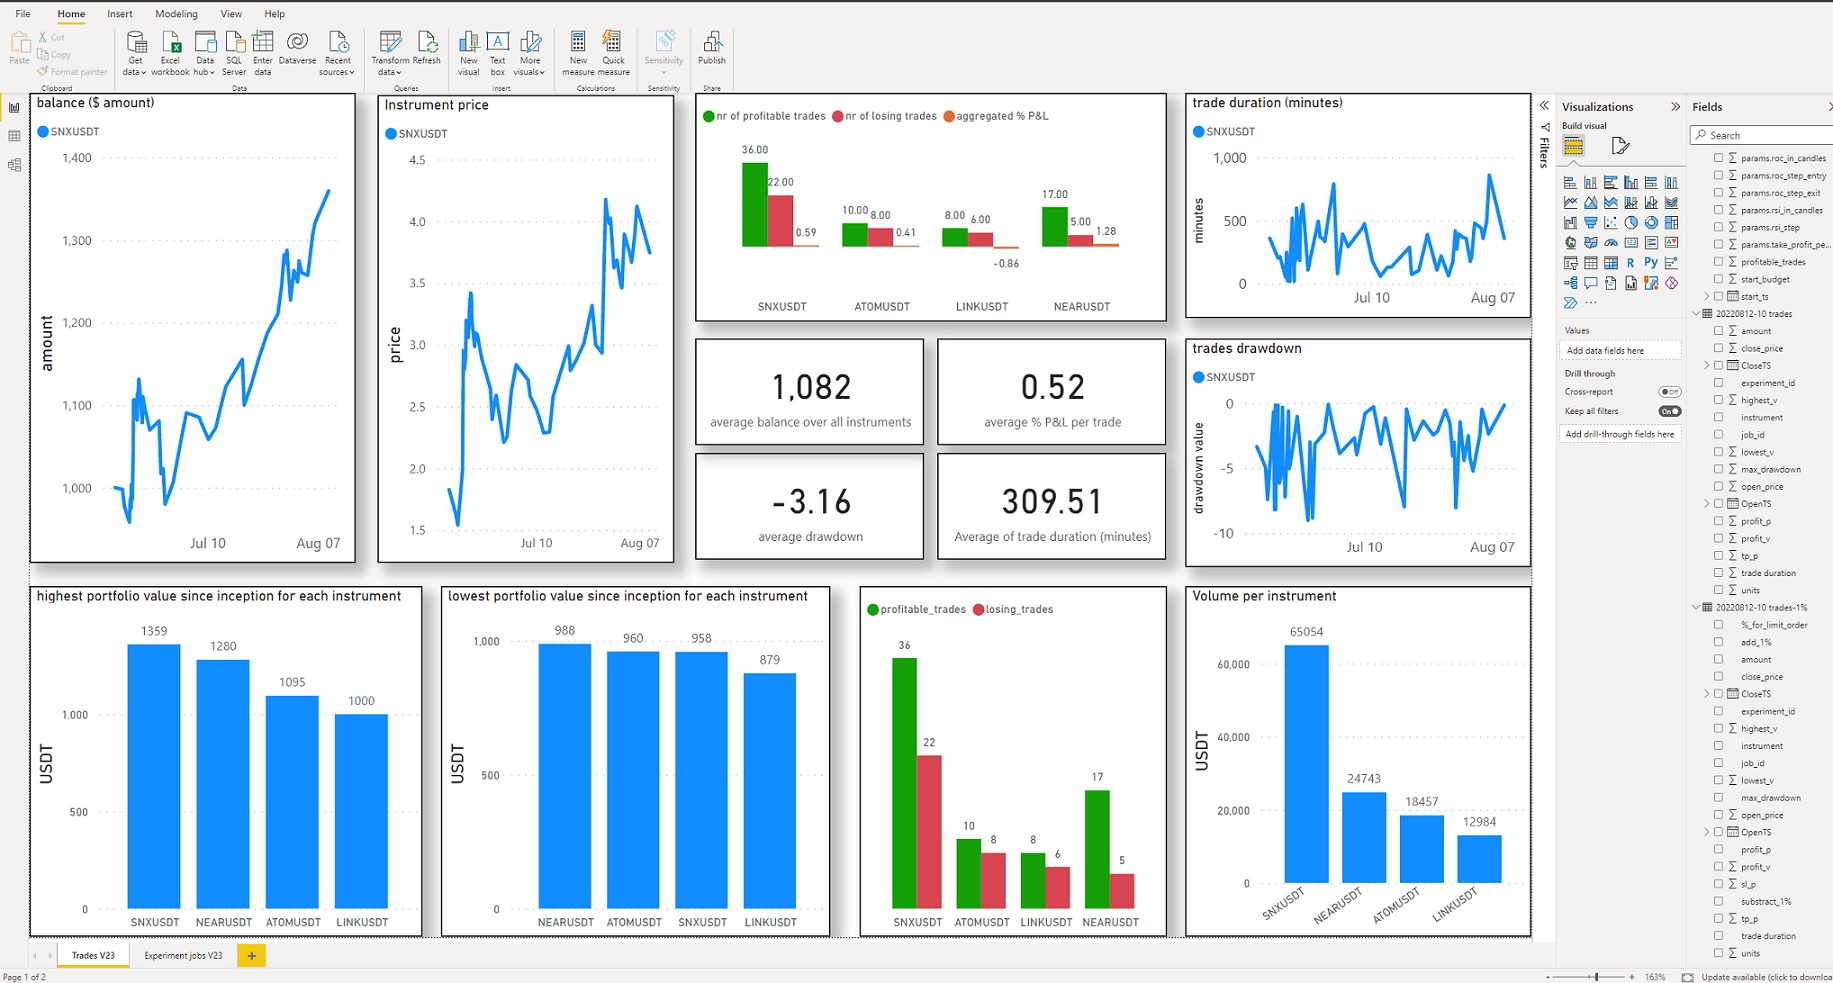 File Home Insert Modeling View Help
Paste
Cut
Copy
Format painter
Get data
Excel workbook
Data hub
SQL Server
Enter data
Dataverse
Recent sources
Transform data
Refresh
New visual
Text box
More visuals
New measure
Quick measure
Sensitivity
Publish
Clipboard
Data
Queries
Insert
Calculations
Sensitivity
Share
balance ($ amount)
SNXUSDT
1,400
1,300
1,200
1,100
1,000
amount
Jul 10 Aug 07
Instrument price
SNXUSDT
4.5
4.0
3.5
3.0
2.5
2.0
1.5
price
Jul 10 Aug 07
nr of profitable trades nr of losing trades aggregated % P&L
36.00
22.00
0.59
10.00 8.00
0.41
8.00 6.00
-0.86
17.00
5.00
1.28
SNXUSDT ATOMUSDT LINKUSDT NEARUSDT
1,082
average balance over all instruments
0.52
average % P&L per trade
-3.16
average drawdown
309.51
Average of trade duration (minutes)
trade duration (minutes)
SNXUSDT
1,000
500
0
minutes
Jul 10 Aug 07
trades drawdown
SNXUSDT
0
-5
-10
drawdown value
Jul 10 Aug 07
highest portfolio value since inception for each instrument
1359
1280
1095
1000
1,000
500
0
USDT
SNXUSDT NEARUSDT ATOMUSDT LINKUSDT
lowest portfolio value since inception for each instrument
988
960
958
879
1,000
500
0
USDT
NEARUSDT ATOMUSDT SNXUSDT LINKUSDT
profitable_trades losing_trades
36
22
10
8
8
6
17
5
SNXUSDT ATOMUSDT LINKUSDT NEARUSDT
Volume per instrument
65054
24743
18457
12984
60,000
40,000
20,000
0
USDT
SNXUSDT NEARUSDT ATOMUSDT LINKUSDT
Filters
Visualizations
Build visual
123
R
Py
Values
Add data fields here
Drill through
Cross-report
Off
Keep all filters
On
Add drill-through fields here
Fields
Search
params.roc_in_candles
params.roc_step_entry
params.roc_step_exit
params.rsi_in_candles
params.rsi_step
params.take_profit_pe...
profitable_trades
start_budget
start_ts
20220812-10 trades
amount
close_price
CloseTS
experiment_id
highest_v
instrument
job_id
lowest_v
max_drawdown
open_price
OpenTS
profit_p
profit_v
tp_p
trade duration
units
20220812-10 trades-1%
%_for_limit_order
add_1%
amount
close_price
CloseTS
experiment_id
highest_v
instrument
job_id
lowest_v
max_drawdown
open_price
OpenTS
profit_p
profit_v
sl_p
substract_1%
tp_p
trade duration
units
Trades V23 Experiment jobs V23 +
Page 1 of 2
- + 163%
Update available (click to downloa